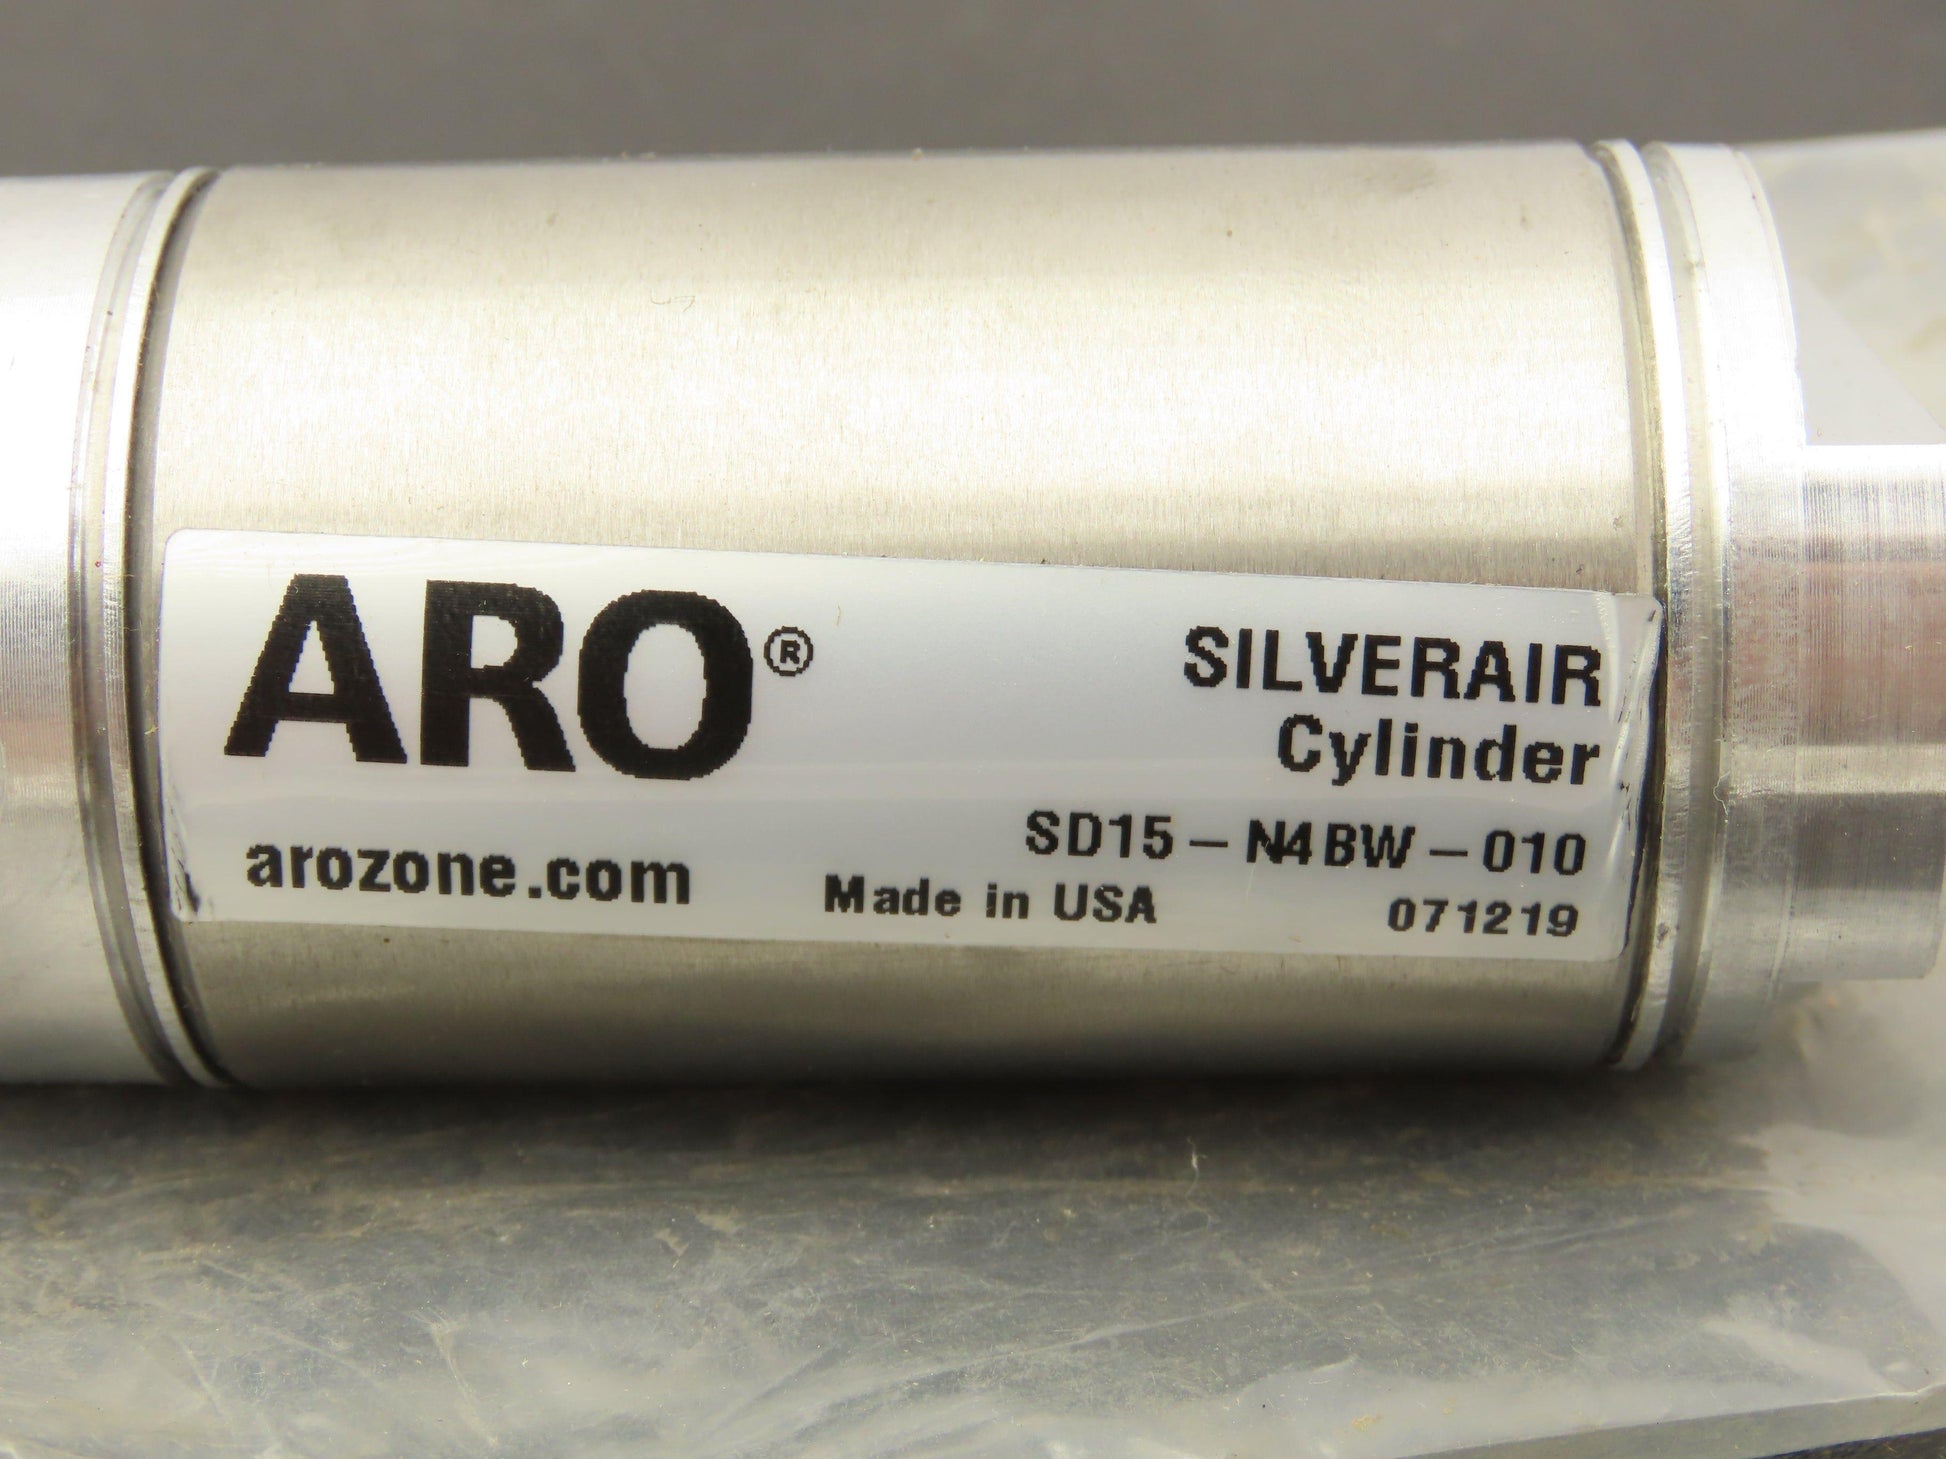 ARO®
SILVERAIR
Cylinder
SD15-N4BW-010
arozone.com
Made in USA
071219